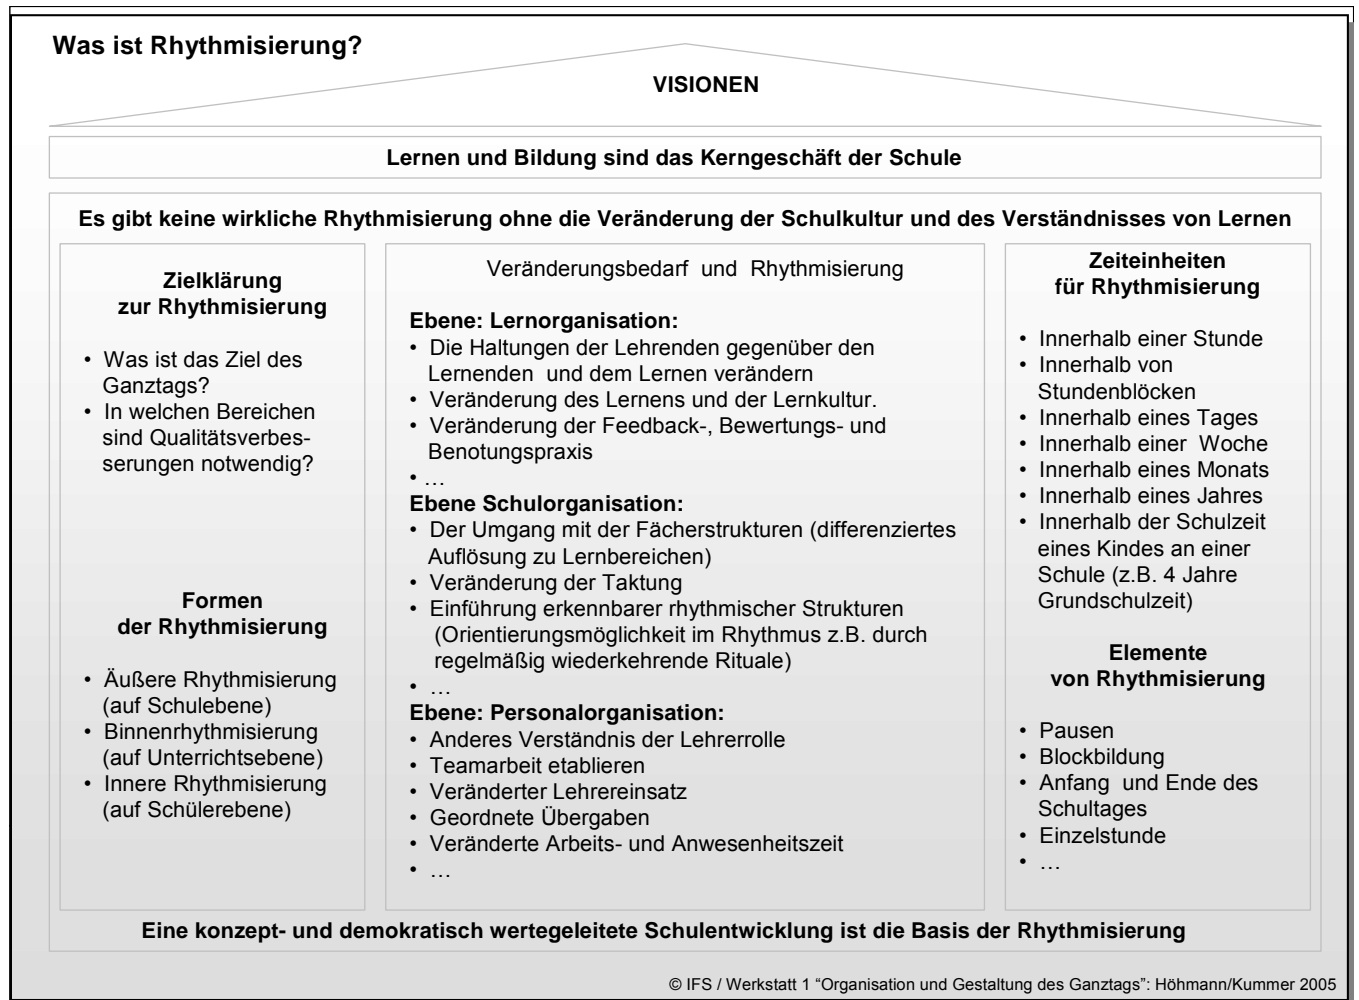 Was ist Rhythmisierung?
VISIONEN
Lernen und Bildung sind das Kerngeschäft der Schule
Es gibt keine wirkliche Rhythmisierung ohne die Veränderung der Schulkultur und des Verständnisses von Lernen
Zielklärung
zur Rhythmisierung
• Was ist das Ziel des
Ganztags?
• In welchen Bereichen
sind Qualitätsverbes-
serungen notwendig?
Formen
der Rhythmisierung
• Äußere Rhythmisierung
(auf Schulebene)
• Binnenrhythmisierung
(auf Unterrichtsebene)
• Innere Rhythmisierung
(auf Schülerebene)
Veränderungsbedarf und Rhythmisierung
Ebene: Lernorganisation:
• Die Haltungen der Lehrenden gegenüber den
Lernenden und dem Lernen verändern
• Veränderung des Lernens und der Lernkultur.
• Veränderung der Feedback-, Bewertungs- und
Benotungspraxis
• …
Ebene Schulorganisation:
• Der Umgang mit der Fächerstrukturen (differenziertes
Auflösung zu Lernbereichen)
• Veränderung der Taktung
• Einführung erkennbarer rhythmischer Strukturen
(Orientierungsmöglichkeit im Rhythmus z.B. durch
regelmäßig wiederkehrende Rituale)
• …
Ebene: Personalorganisation:
• Anderes Verständnis der Lehrerrolle
• Teamarbeit etablieren
• Veränderter Lehrereinsatz
• Geordnete Übergaben
• Veränderte Arbeits- und Anwesenheitszeit
• …
Zeiteinheiten
für Rhythmisierung
• Innerhalb einer Stunde
• Innerhalb von
Stundenblöcken
• Innerhalb eines Tages
• Innerhalb einer Woche
• Innerhalb eines Monats
• Innerhalb eines Jahres
• Innerhalb der Schulzeit
eines Kindes an einer
Schule (z.B. 4 Jahre
Grundschulzeit)
Elemente
von Rhythmisierung
• Pausen
• Blockbildung
• Anfang und Ende des
Schultages
• Einzelstunde
• …
Eine konzept- und demokratisch wertegeleitete Schulentwicklung ist die Basis der Rhythmisierung
© IFS / Werkstatt 1 “Organisation und Gestaltung des Ganztags”: Höhmann/Kummer 2005